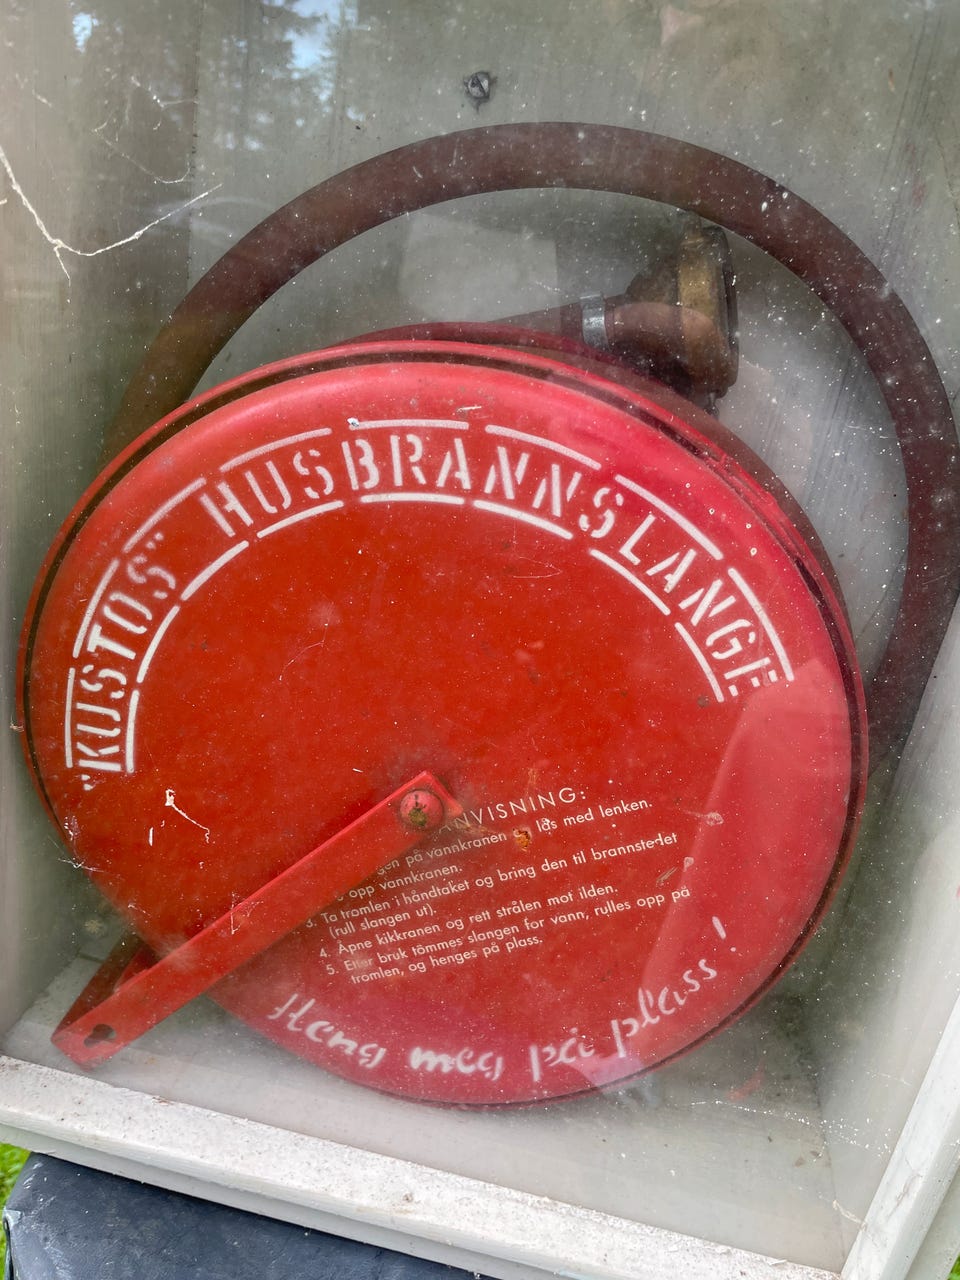 "KUSTOS" HUSBRANNSLANGE
NVISNING:
på vannkranen og lås med lenken.
opp vannkranen.
3. Ta tromlen i håndtaket og bring den til brannstedet
(rull slangen ut).
4. Åpne kikkranen og rett strålen mot ilden.
5. Etter bruk tömmes slangen for vann, rulles opp på
tromlen, og henges på plass.
Heng meg på plass!